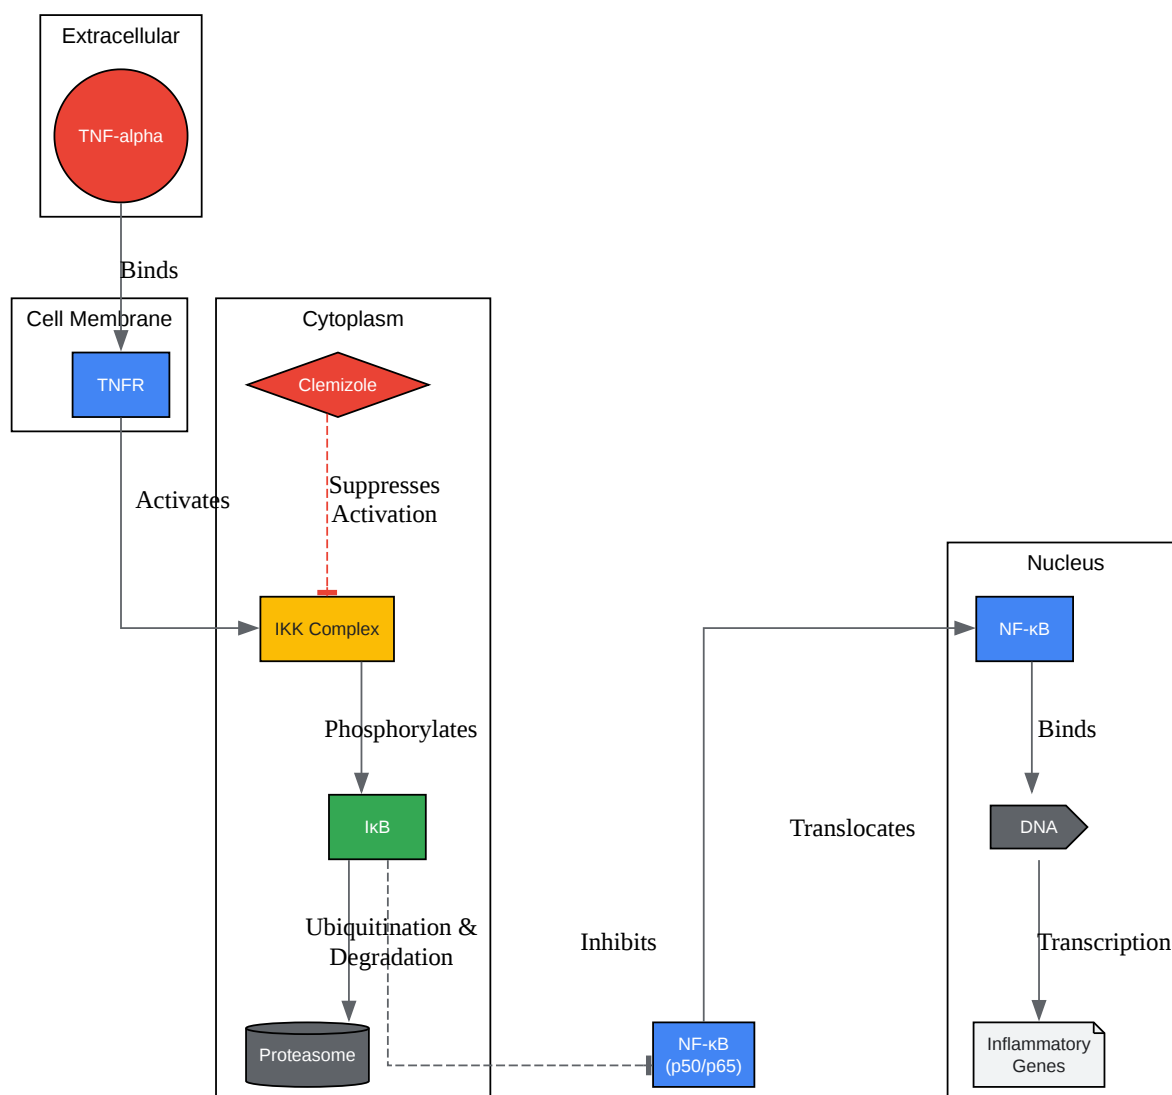 Extracellular
TNF-alpha
Binds
Cell Membrane
TNFR
Cytoplasm
Clemizole
Activates
Suppresses
Activation
IKK Complex
Phosphorylates
IκB
Ubiquitination &
Degradation
Proteasome
Inhibits
NF-κB
(p50/p65)
Translocates
Nucleus
NF-κB
Binds
DNA
Transcription
Inflammatory
Genes